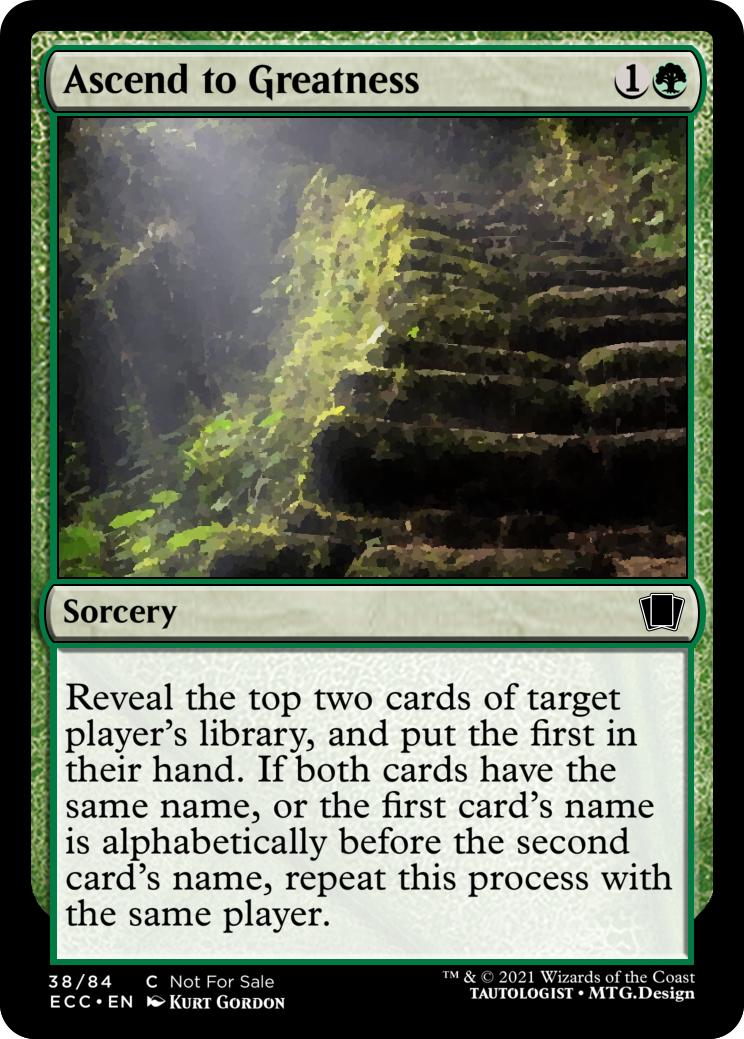 Ascend to Greatness 1
Sorcery
Reveal the top two cards of target
player's library, and put the first in
their hand. If both cards have the
same name, or the first card's name
is alphabetically before the second
card's name, repeat this process with
the same player.
38/84 C Not For Sale
ECC • EN Kurt Gordon
™ & © 2021 Wizards of the Coast
TAUTOLOGIST • MTG.Design